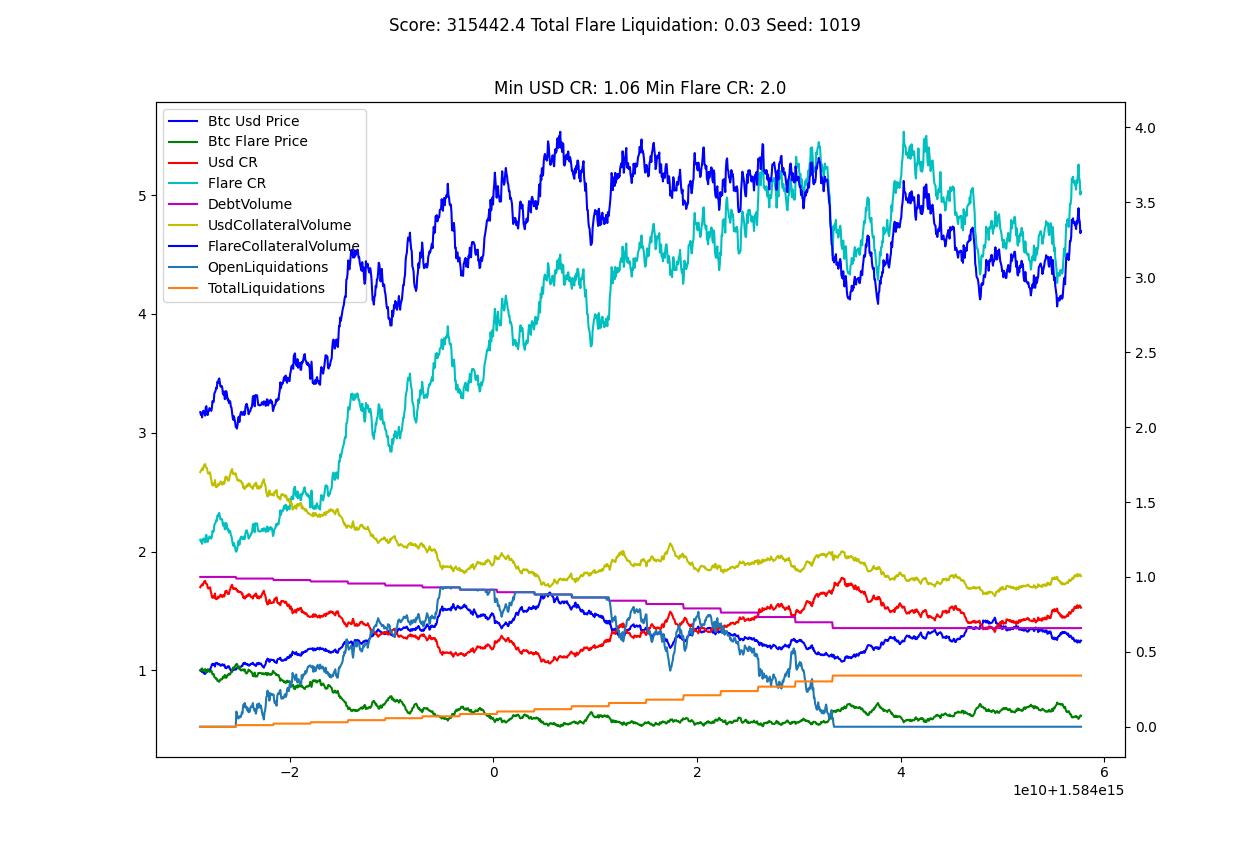 Score: 315442.4 Total Flare Liquidation: 0.03 Seed: 1019
Min USD CR: 1.06 Min Flare CR: 2.0
Btc Usd Price
Btc Flare Price
Usd CR
Flare CR
DebtVolume
UsdCollateralVolume
FlareCollateralVolume
OpenLiquidations
TotalLiquidations
5
4
3
2
1
4.0
3.5
3.0
2.5
2.0
1.5
1.0
0.5
0.0
−2 0 2 4 6
1e10+1.584e15